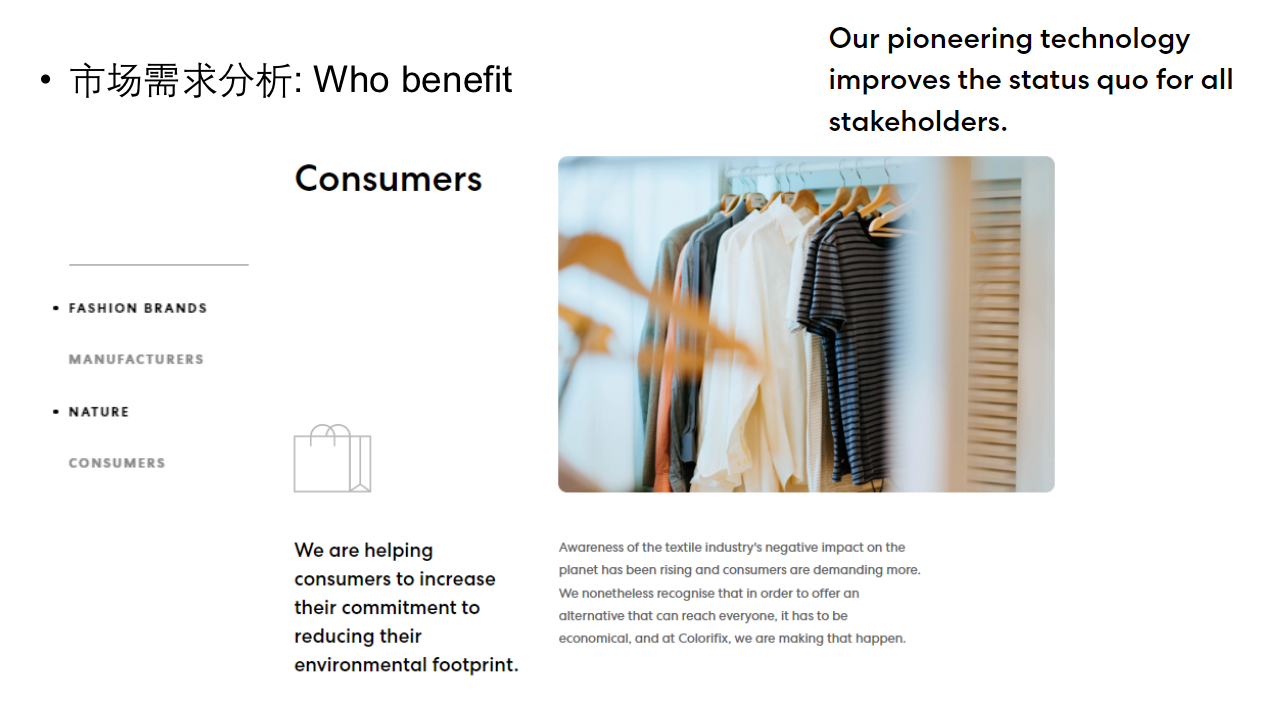 • 市场需求分析: Who benefit
Our pioneering technology
improves the status quo for all
stakeholders.
Consumers
• FASHION BRANDS
MANUFACTURERS
• NATURE
CONSUMERS
We are helping
consumers to increase
their commitment to
reducing their
environmental footprint.
Awareness of the textile industry's negative impact on the
planet has been rising and consumers are demanding more.
We nonetheless recognise that in order to offer an
alternative that can reach everyone, it has to be
economical, and at Colorifix, we are making that happen.